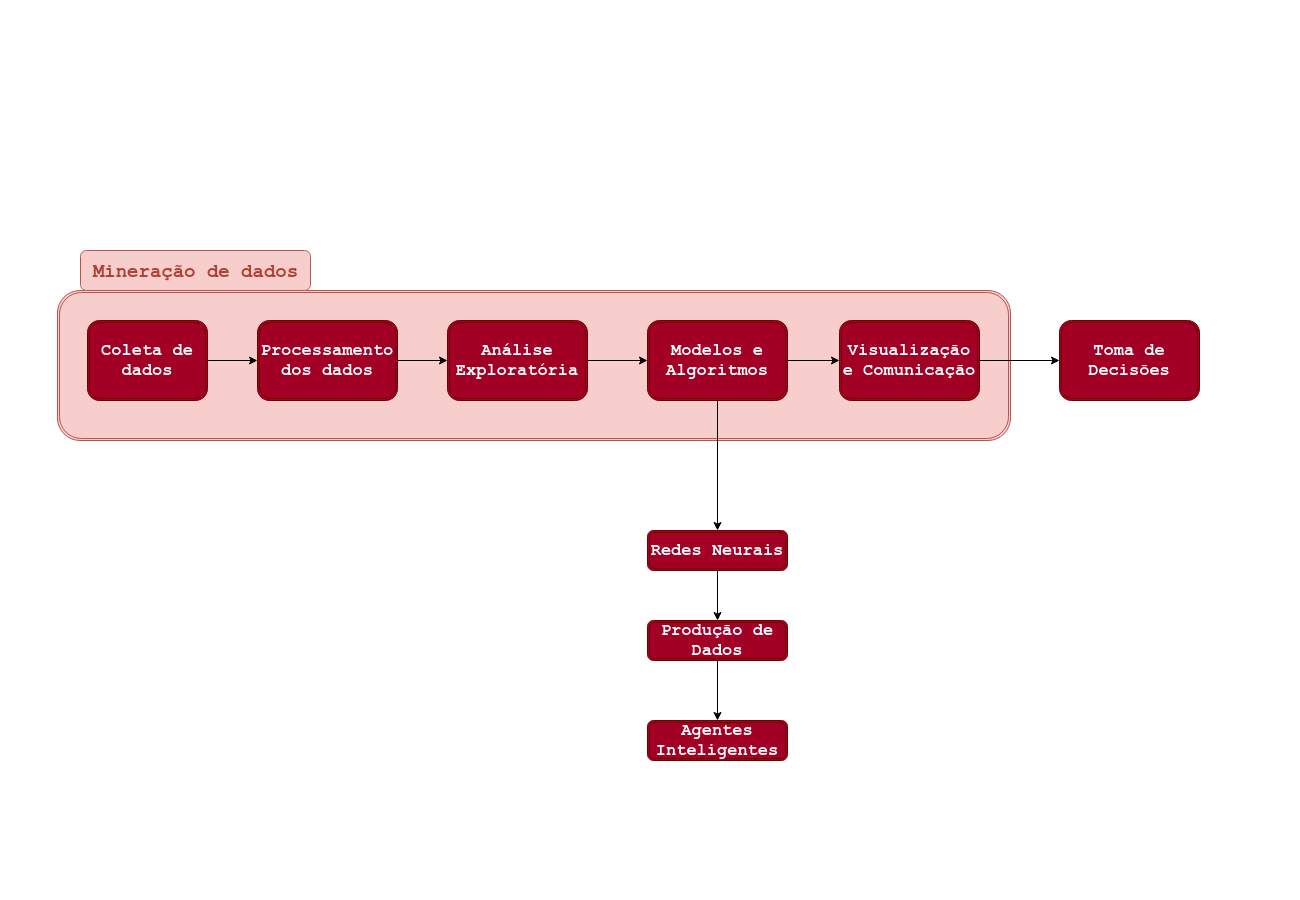 Mineração de dados
Coleta de
dados
Processamento
dos dados
Análise
Exploratória
Modelos e
Algoritmos
Visualização
e Comunicação
Toma de
Decisões
Redes Neurais
Produção de
Dados
Agentes
Inteligentes